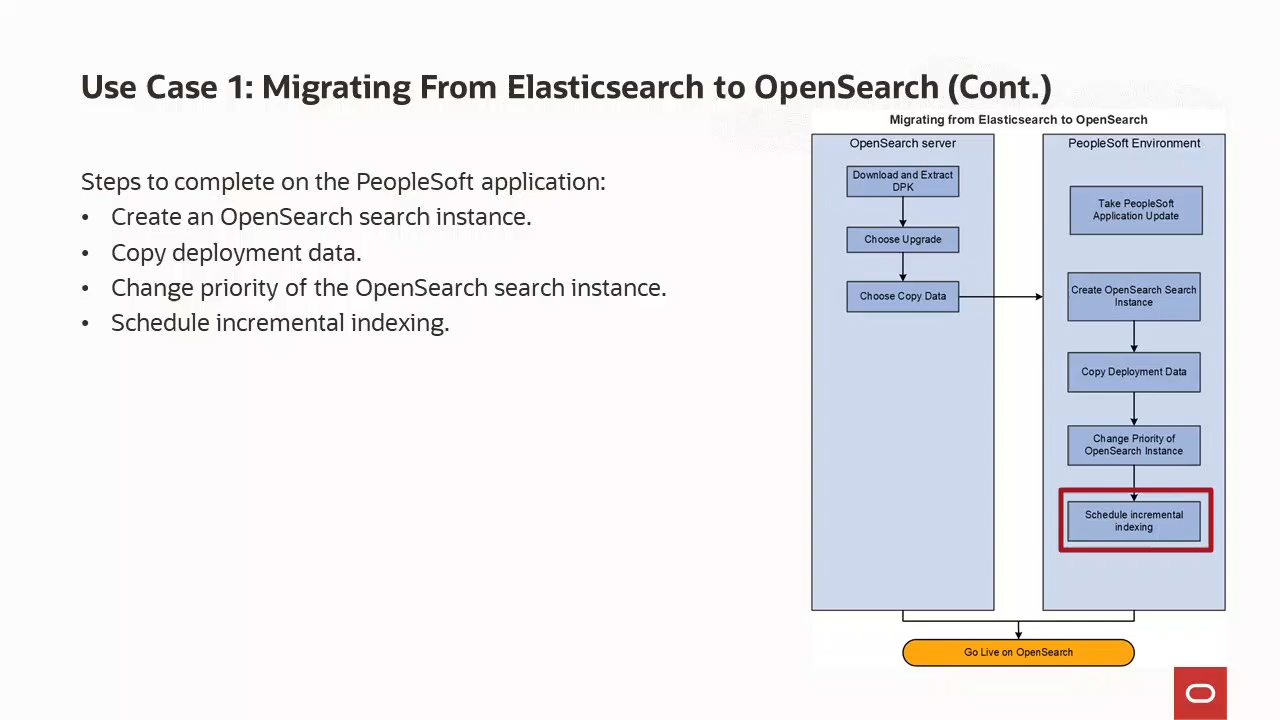 Use Case 1: Migrating From Elasticsearch to OpenSearch (Cont.)
Steps to complete on the PeopleSoft application:
• Create an OpenSearch search instance.
• Copy deployment data.
• Change priority of the OpenSearch search instance.
• Schedule incremental indexing.
Migrating from Elasticsearch to OpenSearch
OpenSearch server
Download and Extract
DPK
Choose Upgrade
Choose Copy Data
PeopleSoft Environment
Take PeopleSoft
Application Update
Create OpenSearch Search
Instance
Copy Deployment Data
Change Priority of
OpenSearch Instance
Schedule incremental
indexing
Go Live on OpenSearch